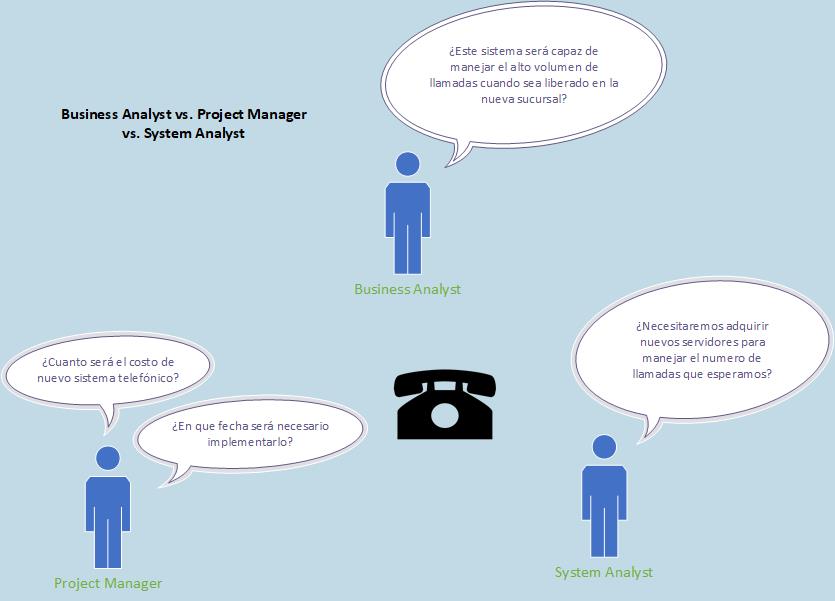 ¿Este sistema será capaz de
manejar el alto volumen de
llamadas cuando sea liberado en la
nueva sucursal?
Business Analyst vs. Project Manager
vs. System Analyst
Business Analyst
¿Necesitaremos adquirir
nuevos servidores para
manejar el numero de
llamadas que esperamos?
¿Cuanto será el costo de
nuevo sistema telefónico?
¿En que fecha será necesario
implementarlo?
System Analyst
Project Manager